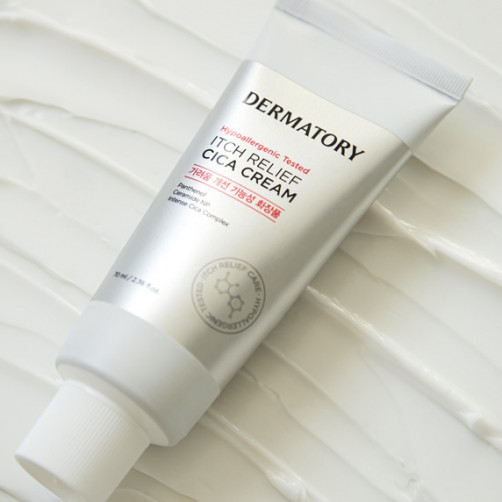 DERMATORY
Hypoallergenic Tested
ITCH RELIEF
CICA CREAM
가려움 개선 기능성 화장품
Panthenol
Ceramide NP
Intense Cica Complex
70 ml / 2.36 fl.oz.
ITCH RELIEF CARE · HYPOALLERGENIC TESTED ·